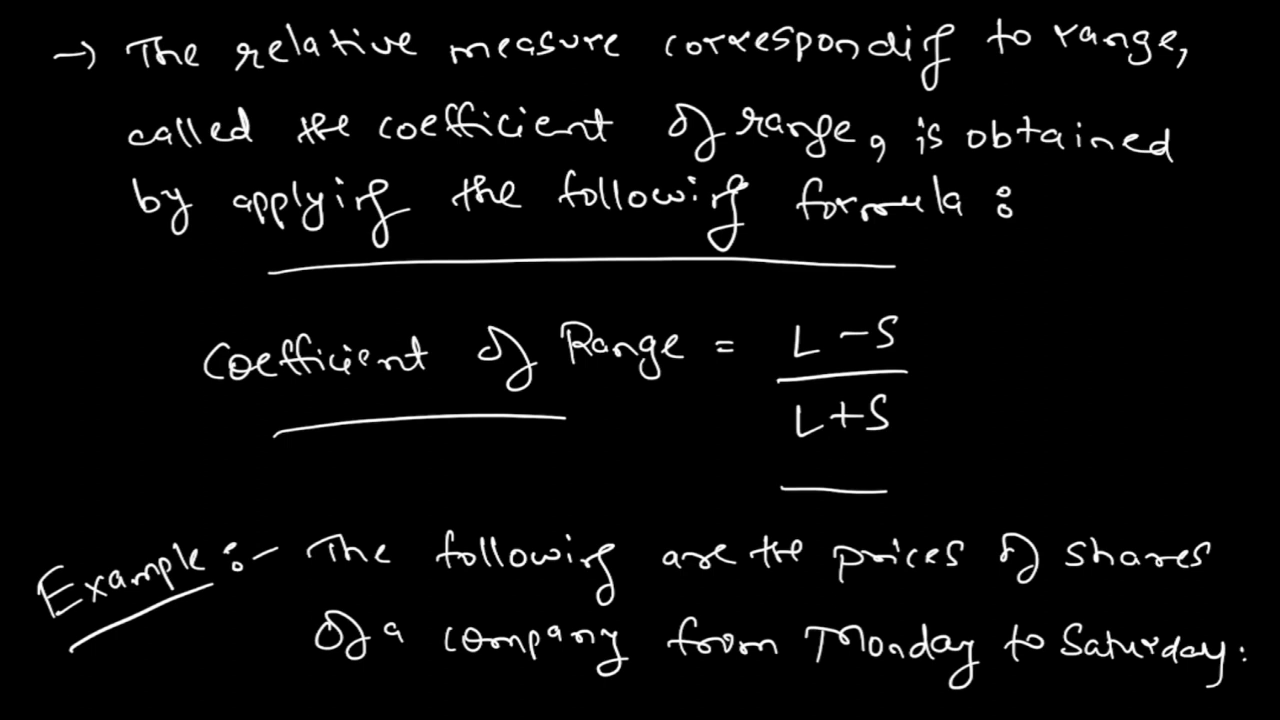 → The relative measure corresponding to range,
called the coefficient of range, is obtained
by applying the following formula :
Coefficient of Range = L - S / L + S
Example :- The following are the prices of shares
of a company from Monday to Saturday :